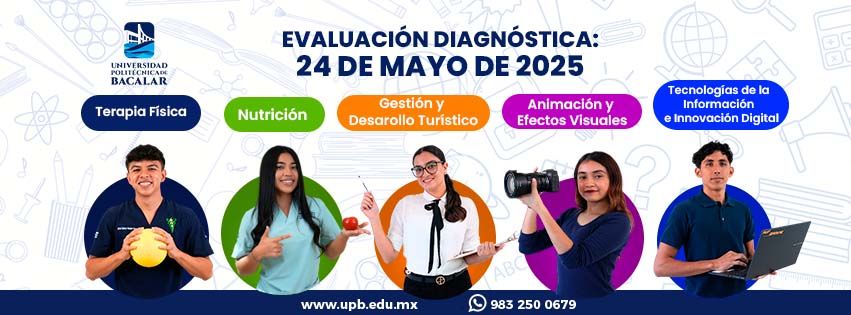 UNIVERSIDAD
POLITÉCNICA DE
BACALAR
EVALUACIÓN DIAGNÓSTICA:
24 DE MAYO DE 2025
Terapia Física
Nutrición
Gestión y
Desarollo Turístico
Animación y
Efectos Visuales
Tecnologías de la
Información
e Innovación Digital
www.upb.edu.mx
983 250 0679